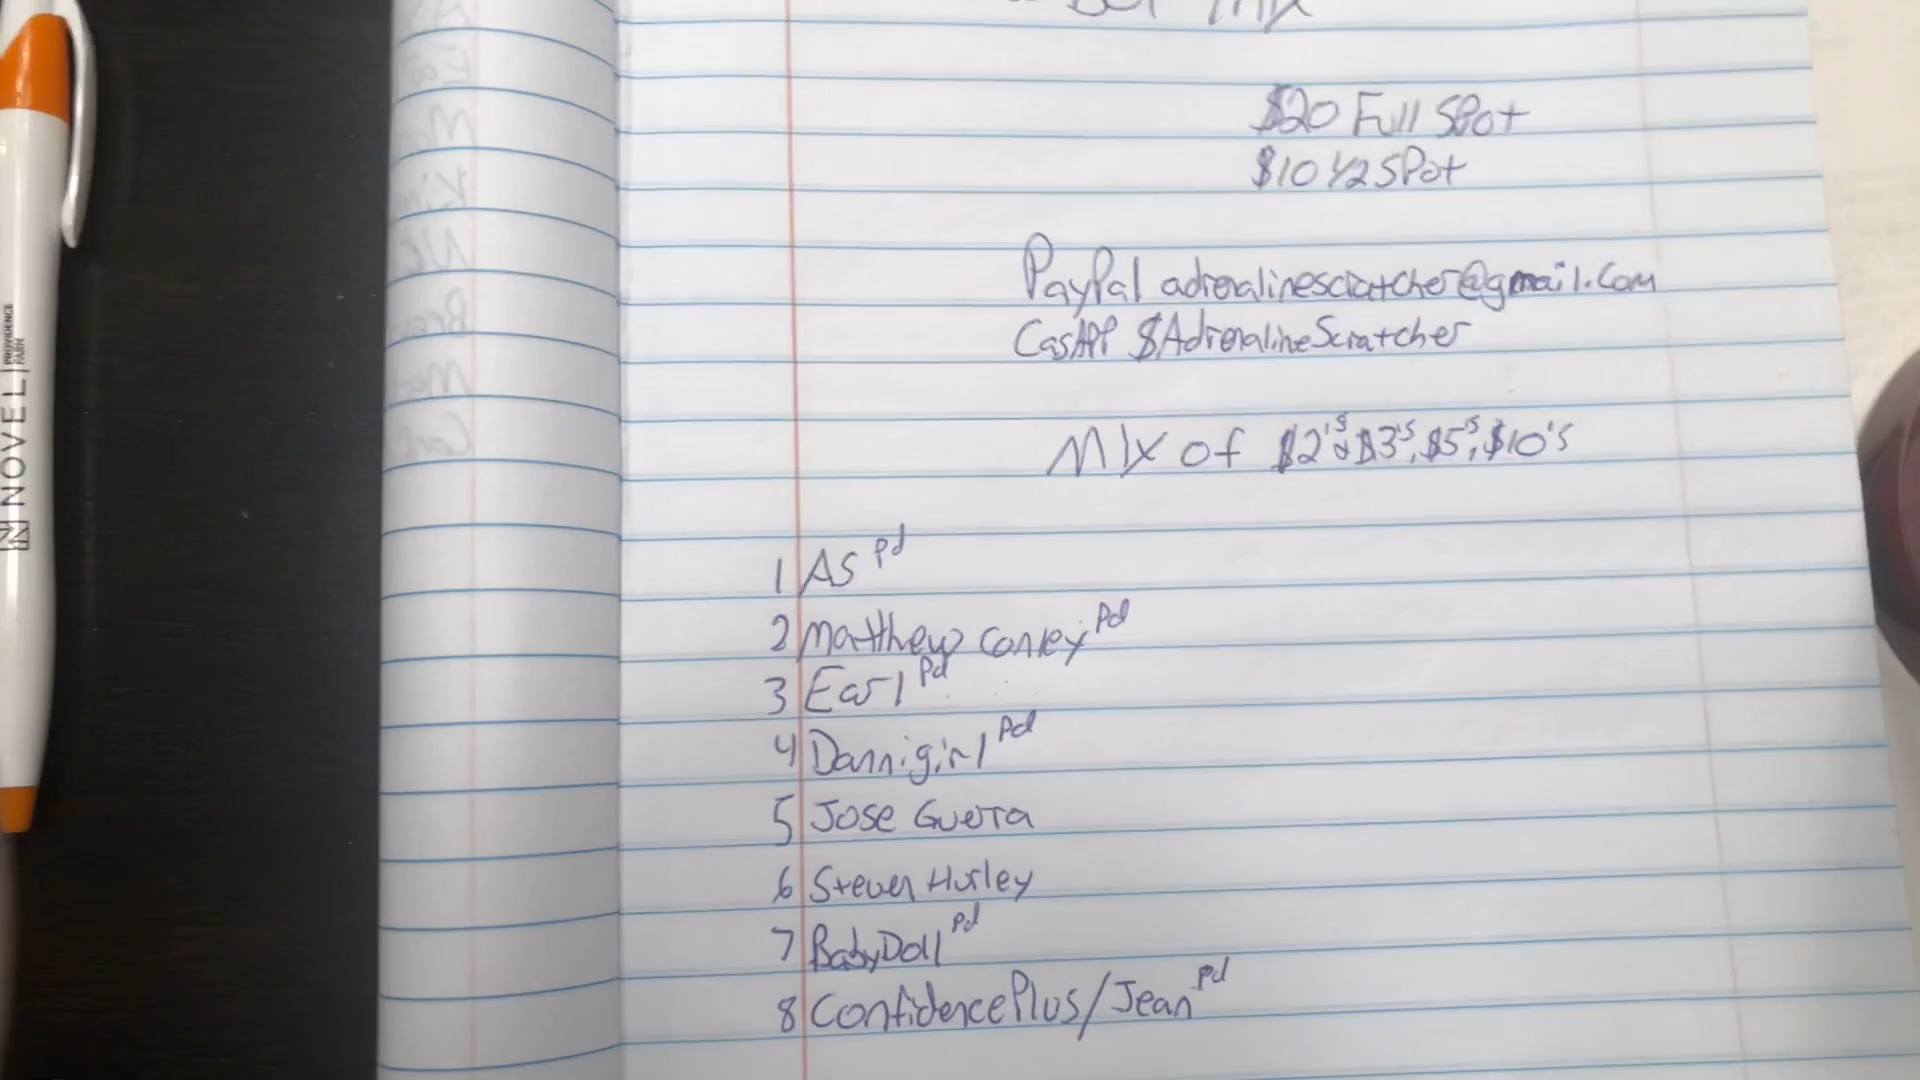 $20 Full Spot
$10 1/2 Spot
PayPal adrenalinescratcher@gmail.com
CasAPP $AdrenalineScratcher
Mix of $2's & $3's, $5's, $10's
1 AS Pd
2 Matthew Conley Pd
3 Earl Pd
4 Dannigirl Pd
5 Jose Guerra
6 Steven Hurley
7 BabyDoll Pd
8 ConfidencePlus/Jean Pd
NOVEL PROVIDENCE FARM